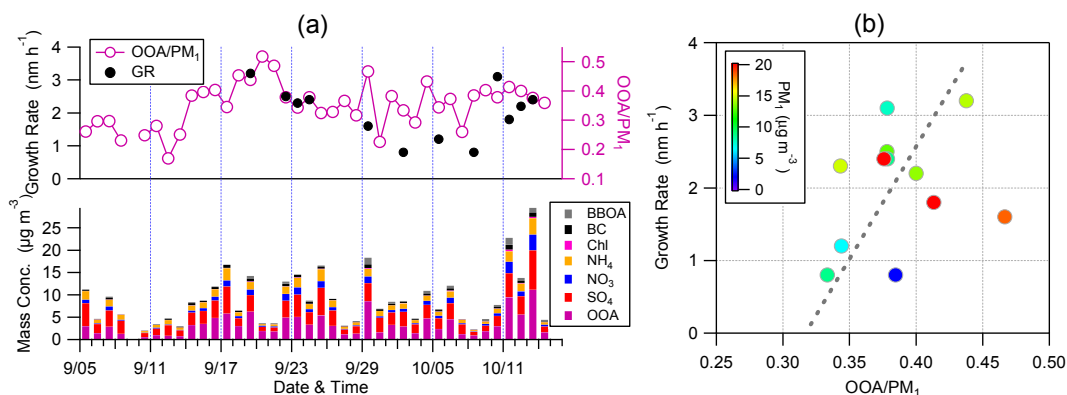 (a)
OOA/PM1
GR
4
3
2
1
0
Growth Rate (nm h-1)
0.5
0.4
0.3
0.2
0.1
OOA/PM1
25
20
15
10
5
0
Mass Conc. (µg m-3)
BBOA
BC
Chl
NH4
NO3
SO4
OOA
9/05 9/11 9/17 9/23 9/29 10/05 10/11
Date & Time
(b)
4
3
2
1
0
Growth Rate (nm h-1)
20
15
10
5
0
PM1 (µg m-3)
0.25 0.30 0.35 0.40 0.45 0.50
OOA/PM1